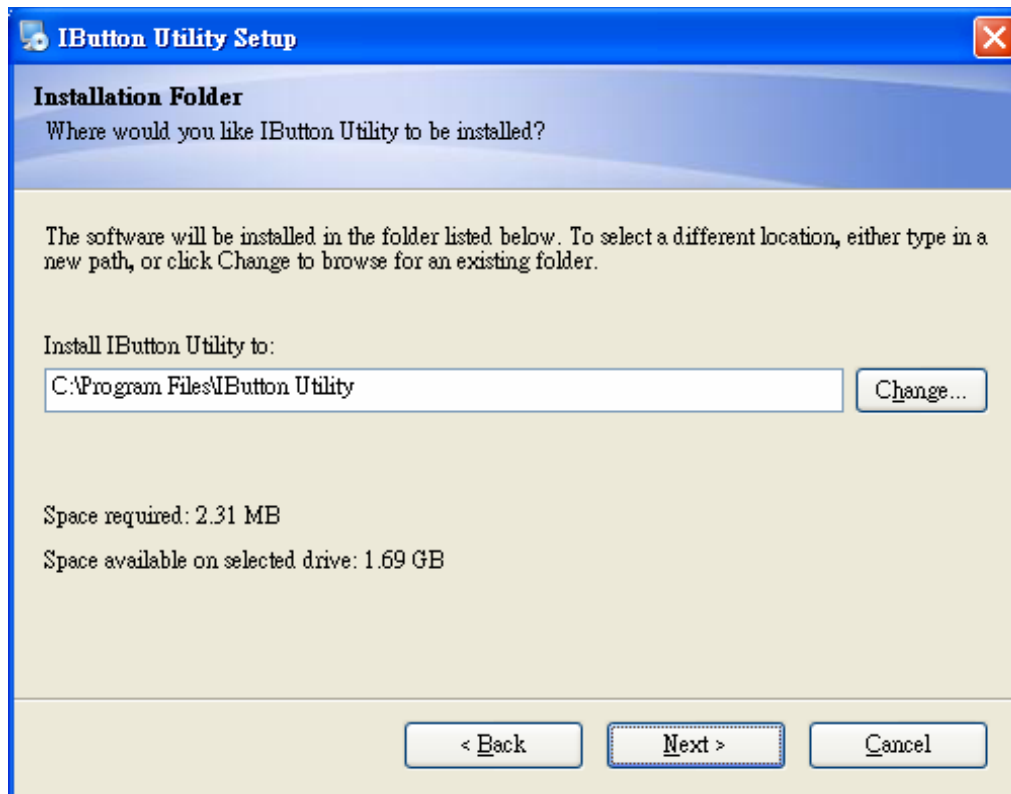 IButton Utility Setup
Installation Folder
Where would you like IButton Utility to be installed?
The software will be installed in the folder listed below. To select a different location, either type in a
new path, or click Change to browse for an existing folder.
Install IButton Utility to:
C:\Program Files\IButton Utility
Change...
Space required: 2.31 MB
Space available on selected drive: 1.69 GB
< Back
Next >
Cancel